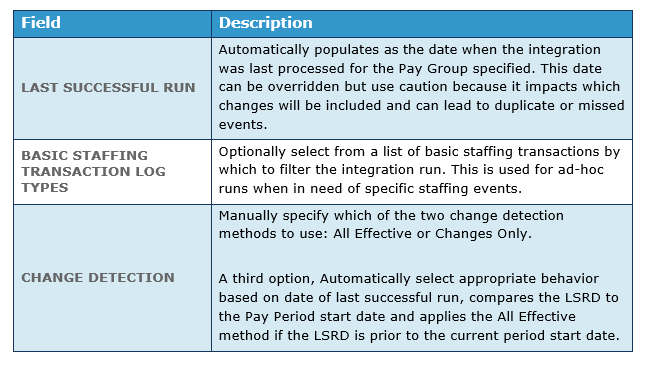 Field Description
LAST SUCCESSFUL RUN
Automatically populates as the date when the integration
was last processed for the Pay Group specified. This date
can be overridden but use caution because it impacts which
changes will be included and can lead to duplicate or missed
events.
BASIC STAFFING
TRANSACTION LOG
TYPES
Optionally select from a list of basic staffing transactions by
which to filter the integration run. This is used for ad-hoc
runs when in need of specific staffing events.
CHANGE DETECTION
Manually specify which of the two change detection
methods to use: All Effective or Changes Only.
A third option, Automatically select appropriate behavior
based on date of last successful run, compares the LSRD to
the Pay Period start date and applies the All Effective
method if the LSRD is prior to the current period start date.